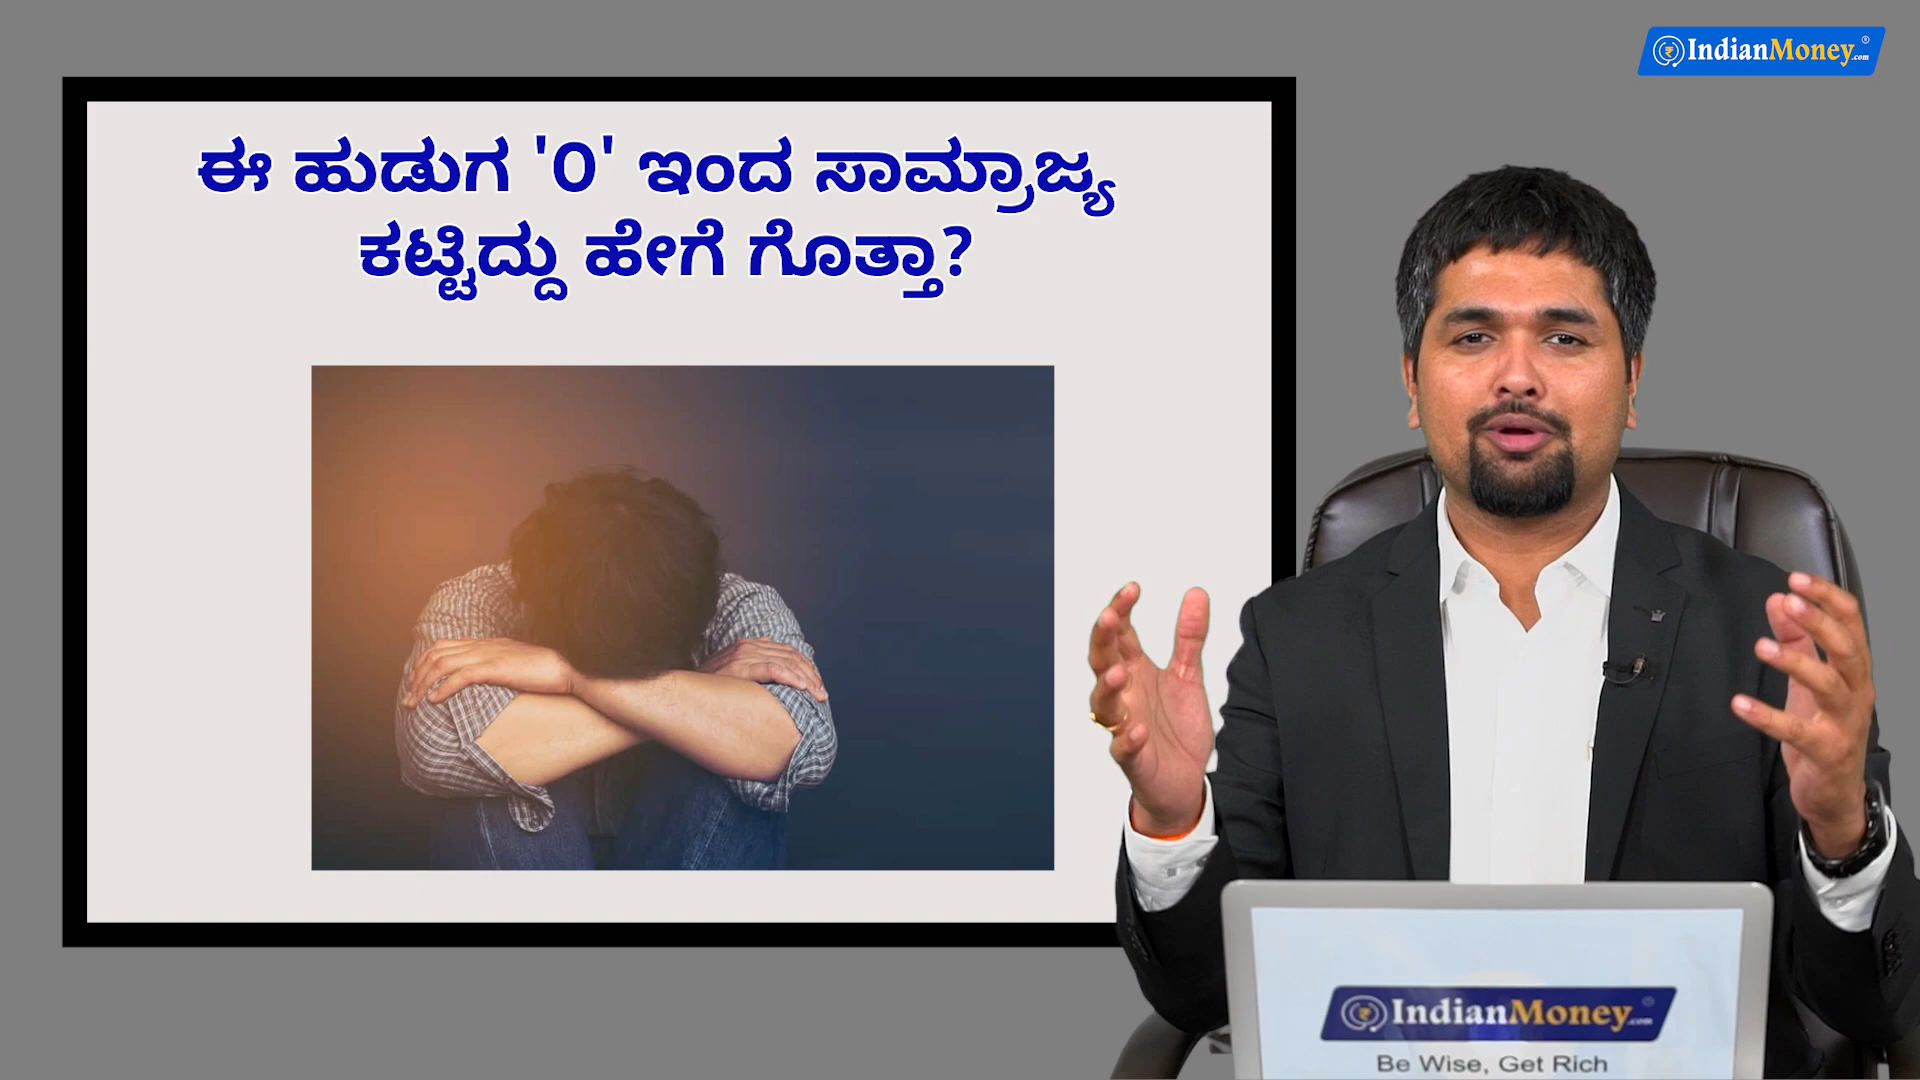 IndianMoney.com
ಈ ಹುಡುಗ '0' ಇಂದ ಸಾಮ್ರಾಜ್ಯ
ಕಟ್ಟಿದ್ದು ಹೇಗೆ ಗೊತ್ತಾ?
IndianMoney.com
Be Wise, Get Rich